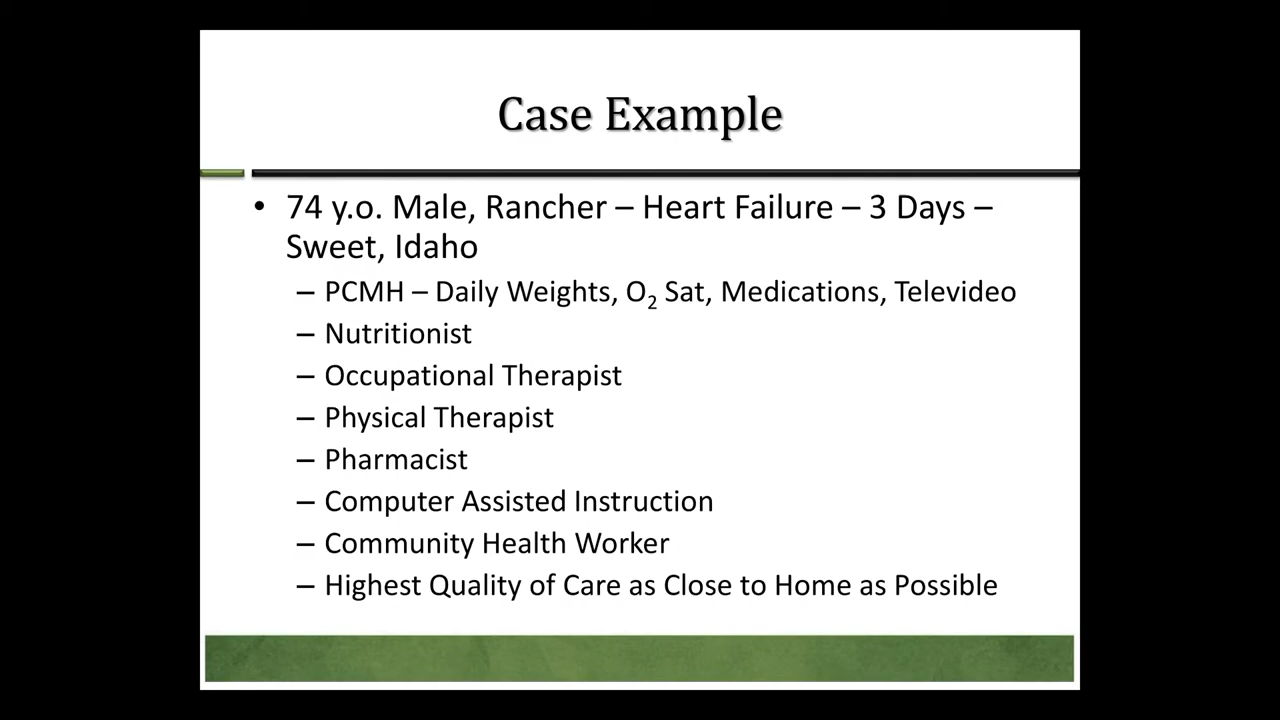 Case Example
• 74 y.o. Male, Rancher – Heart Failure – 3 Days –
Sweet, Idaho
– PCMH – Daily Weights, O₂ Sat, Medications, Televideo
– Nutritionist
– Occupational Therapist
– Physical Therapist
– Pharmacist
– Computer Assisted Instruction
– Community Health Worker
– Highest Quality of Care as Close to Home as Possible